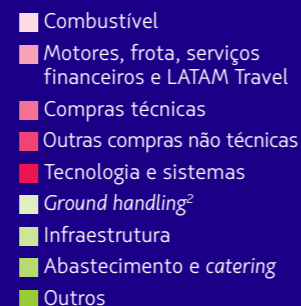 Combustível
Motores, frota, serviços
financeiros e LATAM Travel
Compras técnicas
Outras compras não técnicas
Tecnologia e sistemas
Ground handling²
Infraestrutura
Abastecimento e catering
Outros